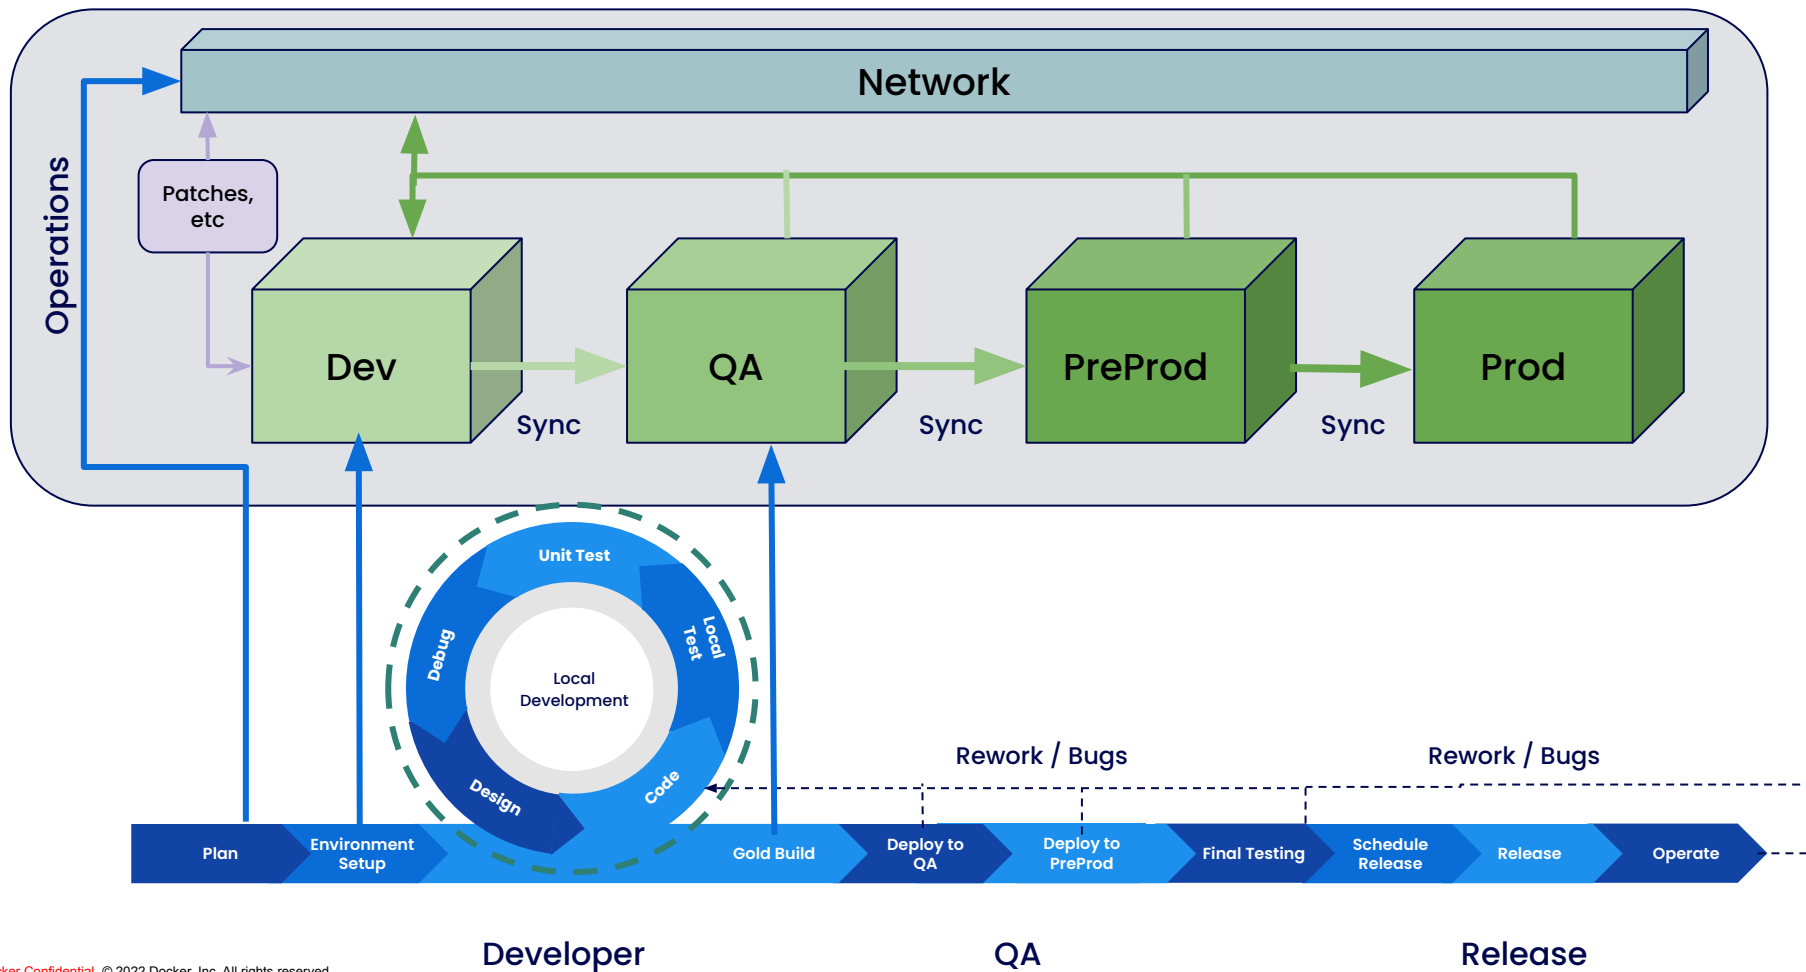 Network
Operations
Patches,
etc
Dev
QA
PreProd
Prod
Sync
Sync
Sync
Unit Test
Local
Test
Debug
Local
Development
Design
Code
Rework / Bugs
Rework / Bugs
Plan
Environment
Setup
Gold Build
Deploy to
QA
Deploy to
PreProd
Final Testing
Schedule
Release
Release
Operate
Developer
QA
Release
cker Confidential. © 2022 Docker, Inc. All rights reserved.